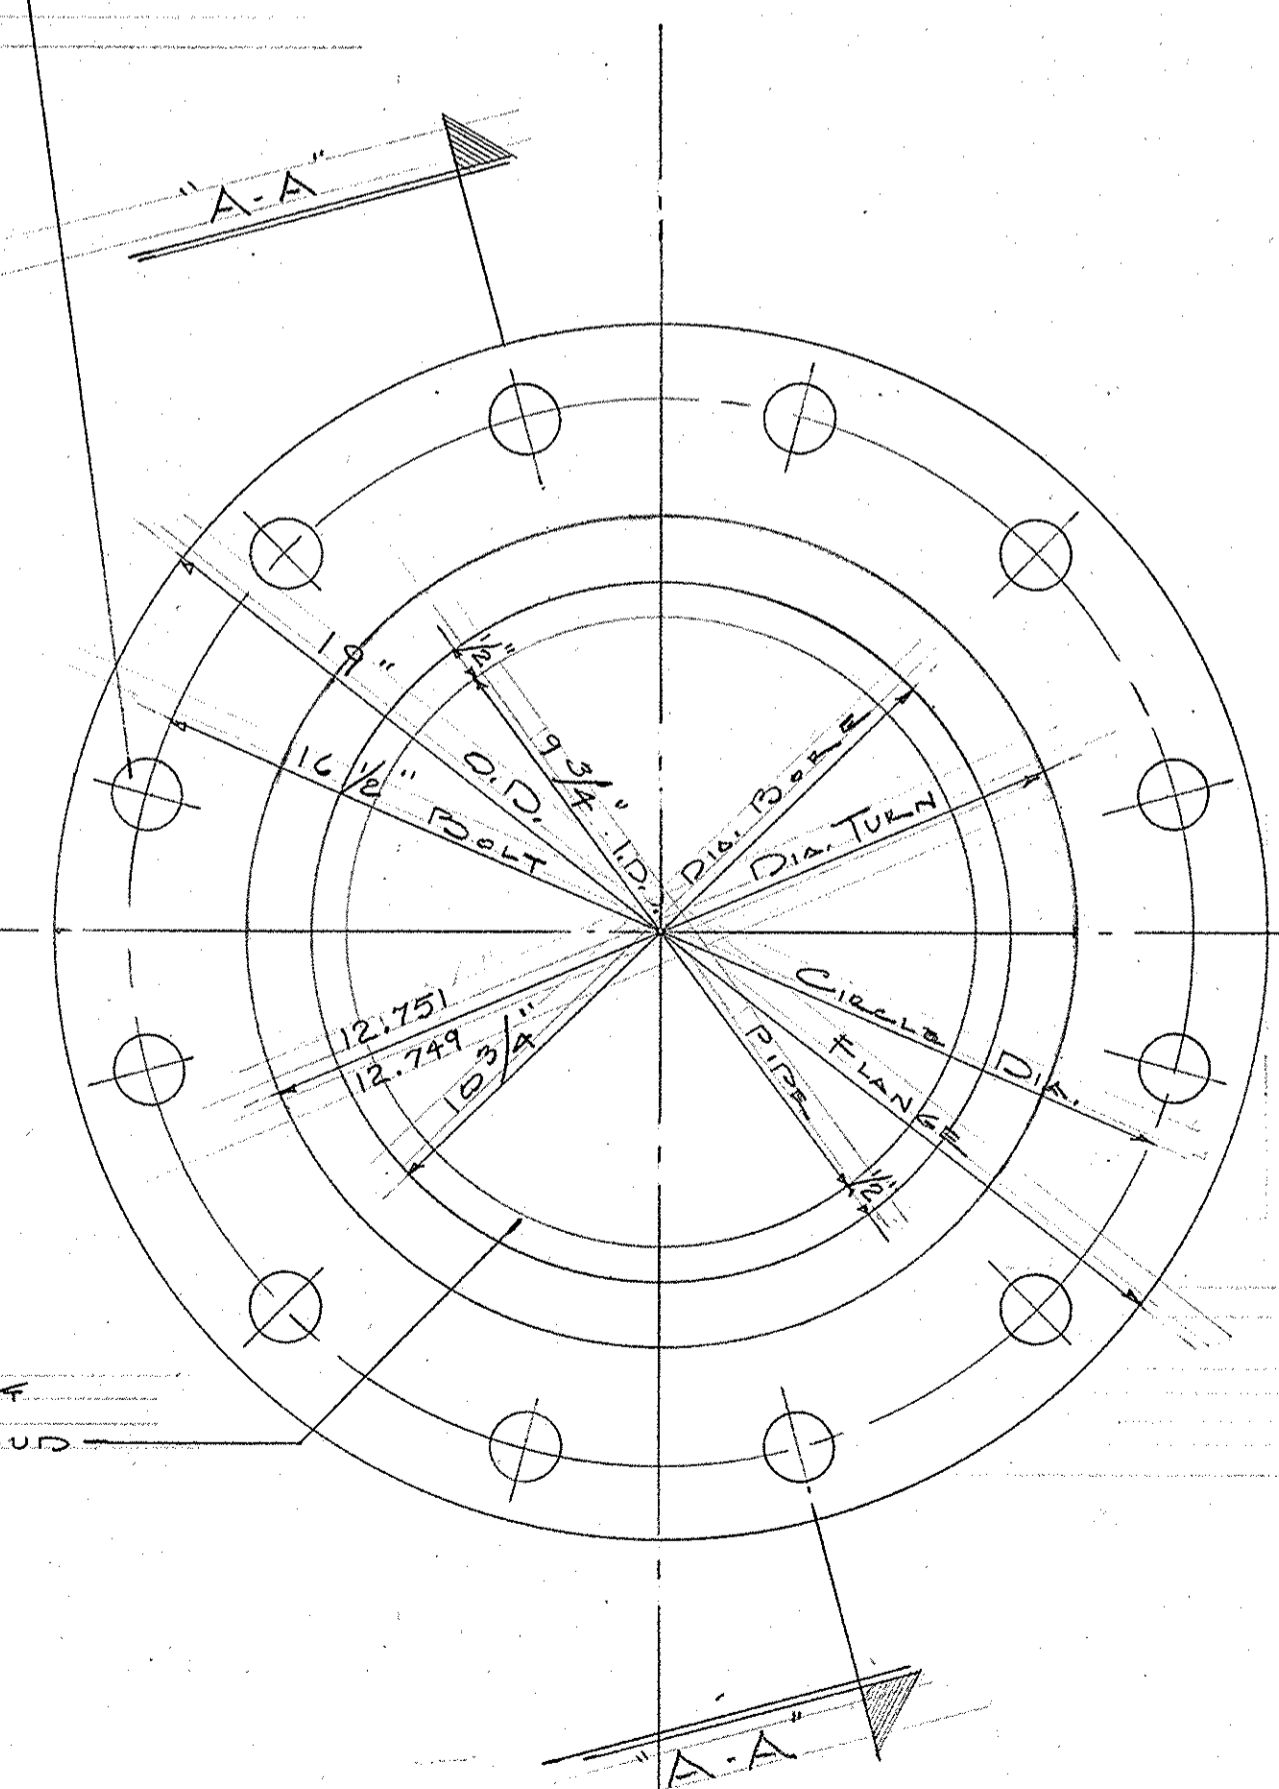 "A-A"
19" O.D. FLANGE
16 1/2" BOLT CIRCLE DIA.
1/2"
9 3/4" I.D. PIPE
1/2"
10 3/4" DIA. BORE
12.751
12.749 DIA. TURN
UD
"A-A"